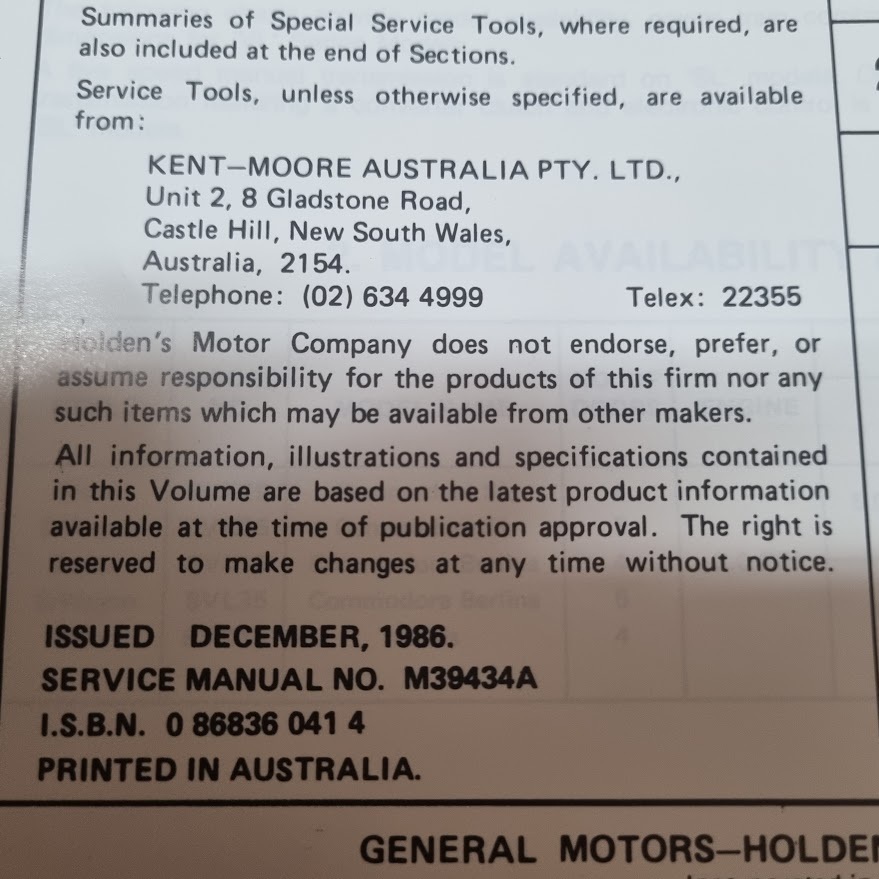 Summaries of Special Service Tools, where required, are
also included at the end of Sections.
Service Tools, unless otherwise specified, are available
from:
KENT–MOORE AUSTRALIA PTY. LTD.,
Unit 2, 8 Gladstone Road,
Castle Hill, New South Wales,
Australia, 2154.
Telephone: (02) 634 4999 Telex: 22355
Holden's Motor Company does not endorse, prefer, or
assume responsibility for the products of this firm nor any
such items which may be available from other makers.
All information, illustrations and specifications contained
in this Volume are based on the latest product information
available at the time of publication approval. The right is
reserved to make changes at any time without notice.
ISSUED DECEMBER, 1986.
SERVICE MANUAL NO. M39434A
I.S.B.N. 0 86836 041 4
PRINTED IN AUSTRALIA.
GENERAL MOTORS–HOLDE